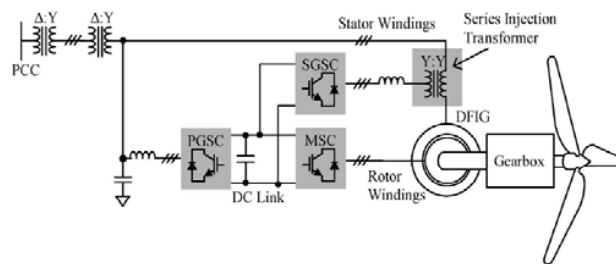 Δ:Y
Δ:Y
PCC
Stator Windings
Series Injection
Transformer
SGSC
Y:Y
DFIG
PGSC
MSC
Gearbox
DC Link
Rotor
Windings